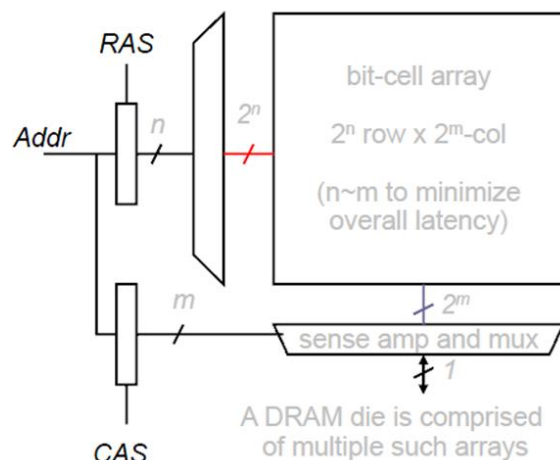 RAS
bit-cell array
n
2ⁿ
2ⁿ row x 2ᵐ-col
Addr
(n~m to minimize
overall latency)
m
2ᵐ
sense amp and mux
1
A DRAM die is comprised
of multiple such arrays
CAS